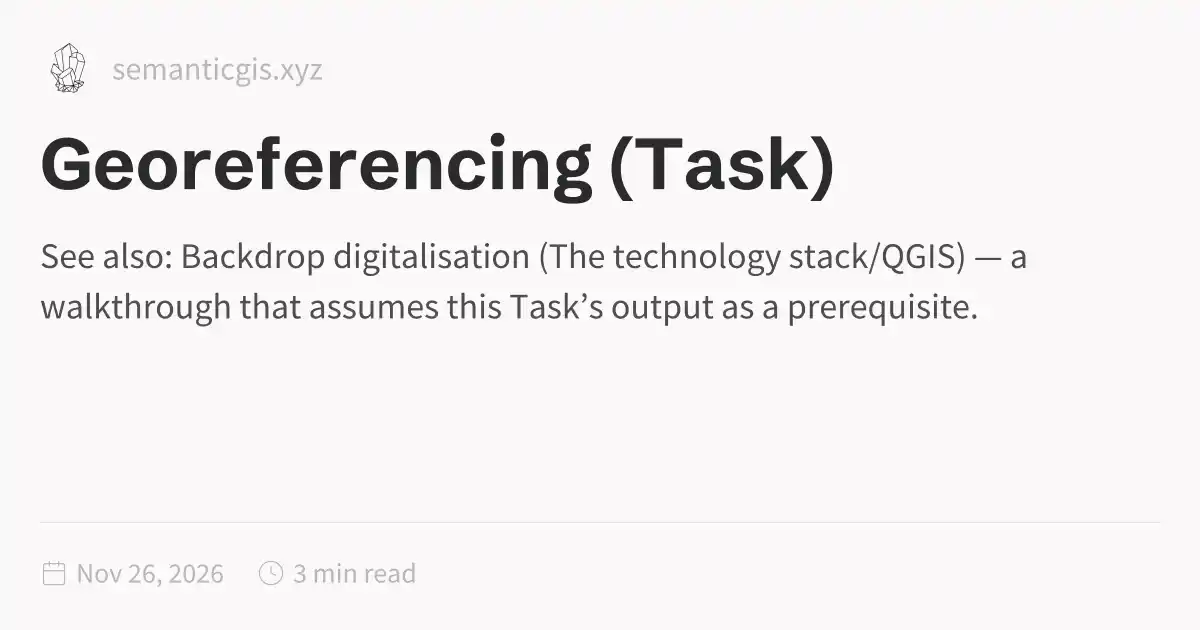 semanticgis.xyz
Georeferencing (Task)
See also: Backdrop digitalisation (The technology stack/QGIS) — a
walkthrough that assumes this Task’s output as a prerequisite.
Nov 26, 2026
3 min read